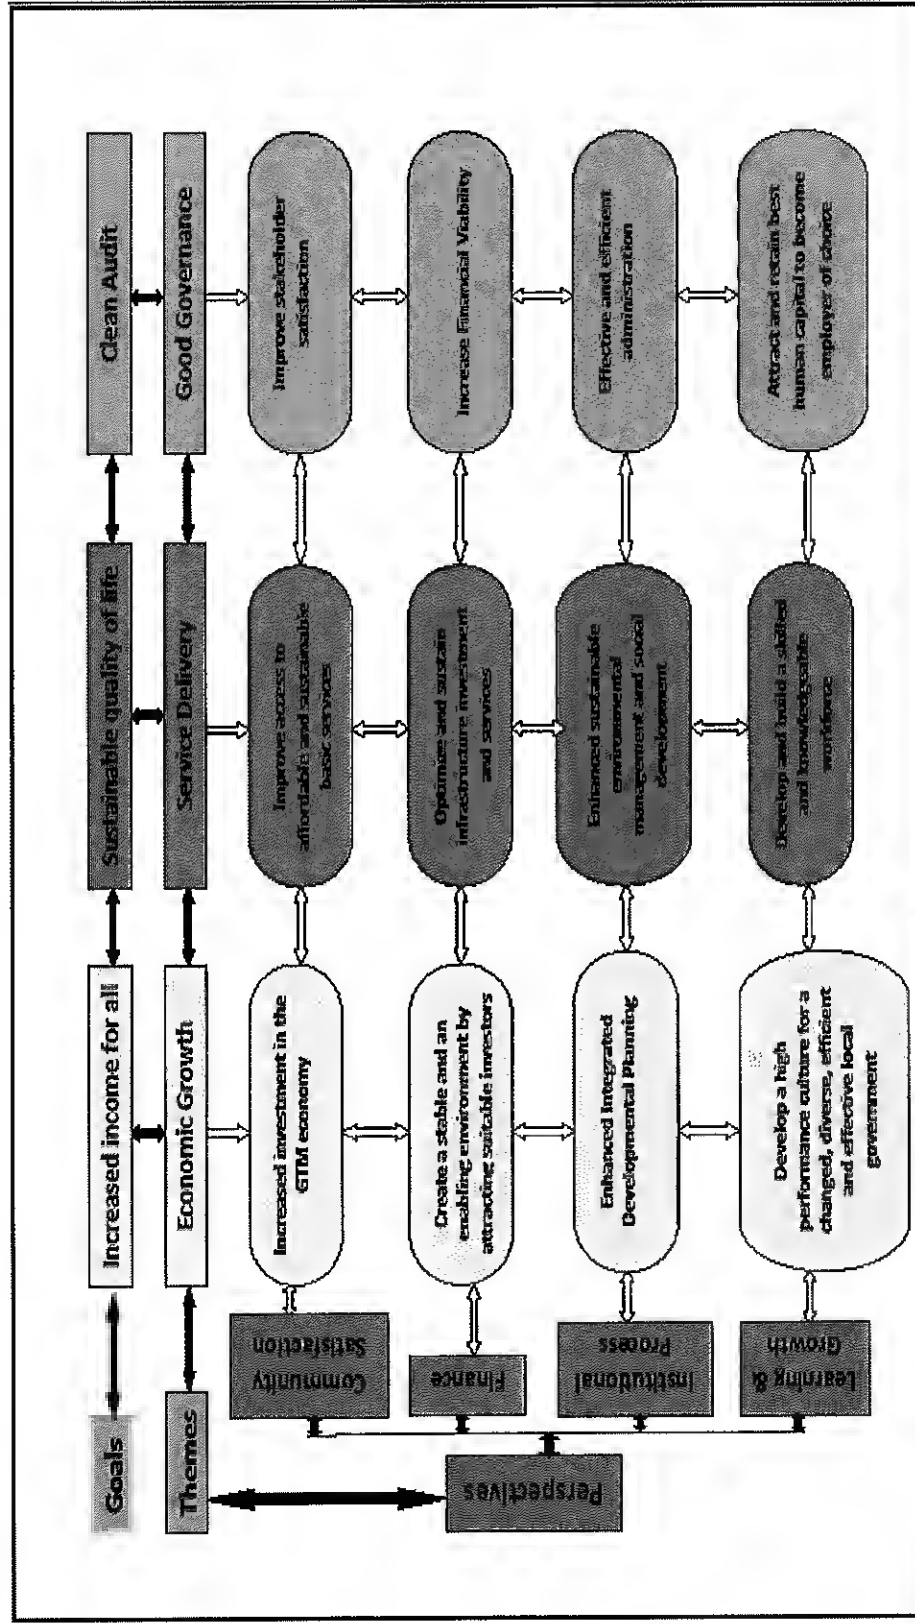 Goals
Increased income for all
Sustainable quality of life
Clean Audit
Themes
Economic Growth
Service Delivery
Good Governance
Perspectives
Community
Satisfaction
Increased investment in the
GTM economy
Improve access to
affordable and sustainable
basic services
Improve stakeholder
satisfaction
Finance
Create a stable and an
enabling environment by
attracting suitable investors
Optimize and sustain
infrastructure investment
and services
Increase Financial Viability
Institutional
Process
Enhanced Integrated
Developmental Planning
Enhanced sustainable
environmental
management and social
development
Effective and efficient
administration
Learning &
Growth
Develop a high
performance culture for a
changed, diverse, efficient
and effective local
government
Develop and build a skilled
and knowledgeable
workforce
Attract and retain best
human capital to become
employer of choice